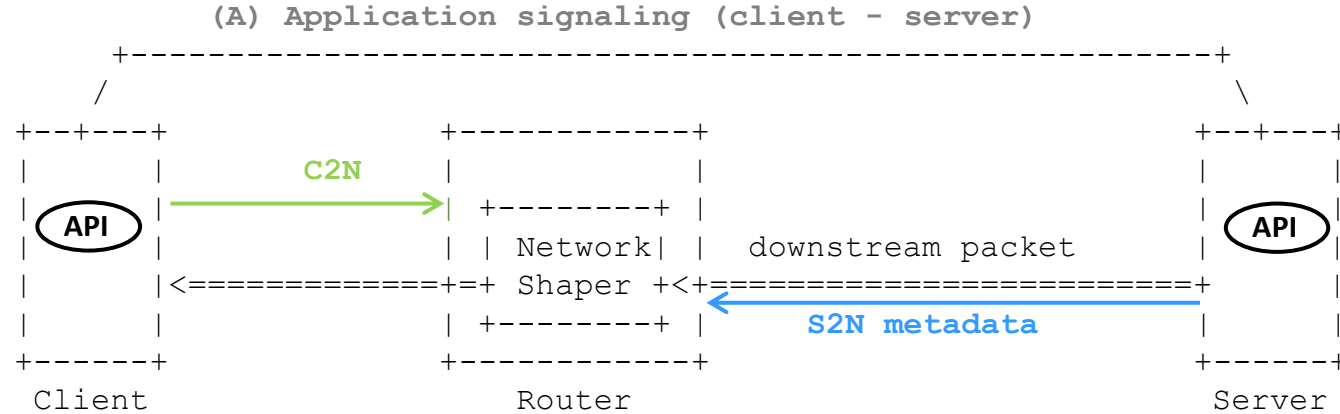 (A) Application signaling (client - server)
C2N
API
API
Network
downstream packet
Shaper
S2N metadata
Client
Router
Server